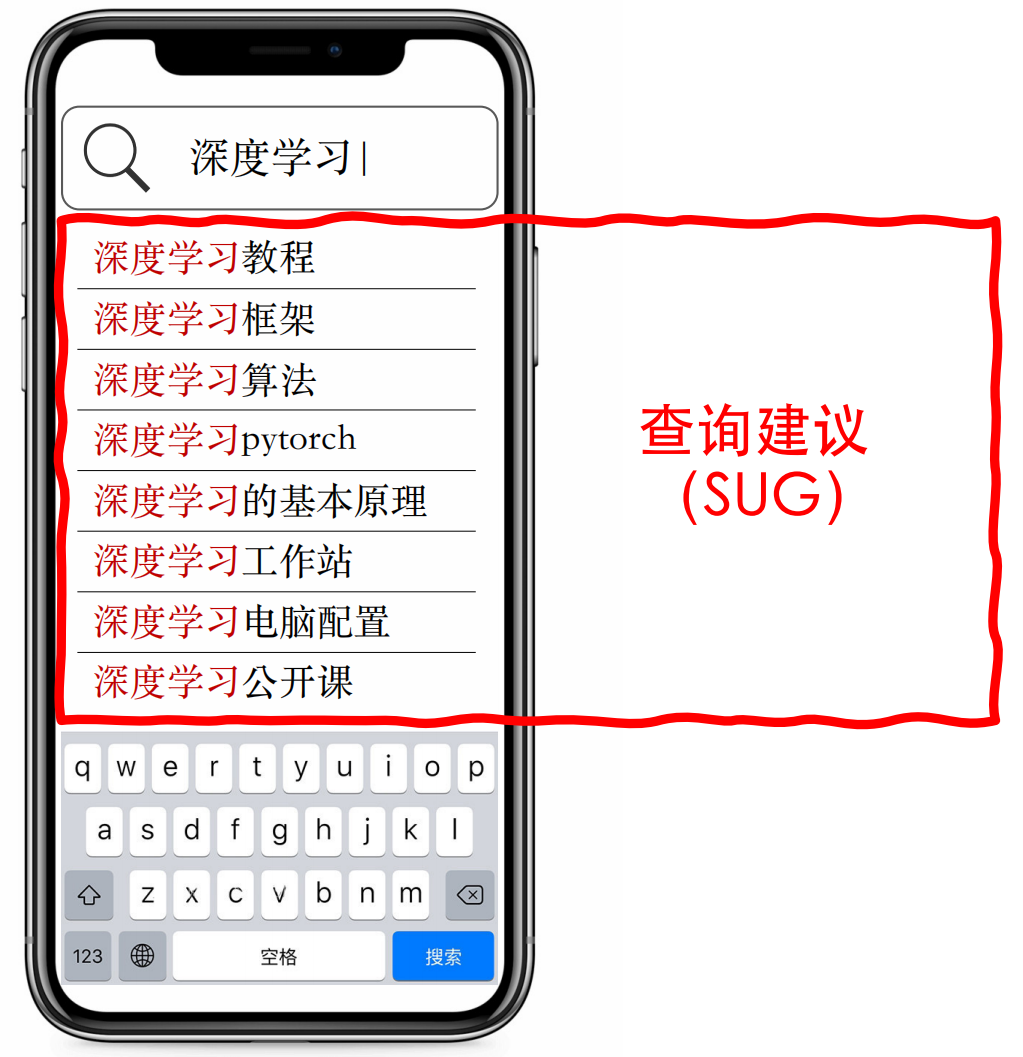 深度学习|
深度学习教程
深度学习框架
深度学习算法
深度学习pytorch
深度学习的基本原理
深度学习工作站
深度学习电脑配置
深度学习公开课
查询建议
(SUG)
q w e r t y u i o p
a s d f g h j k l
z x c v b n m
123 空格 搜索